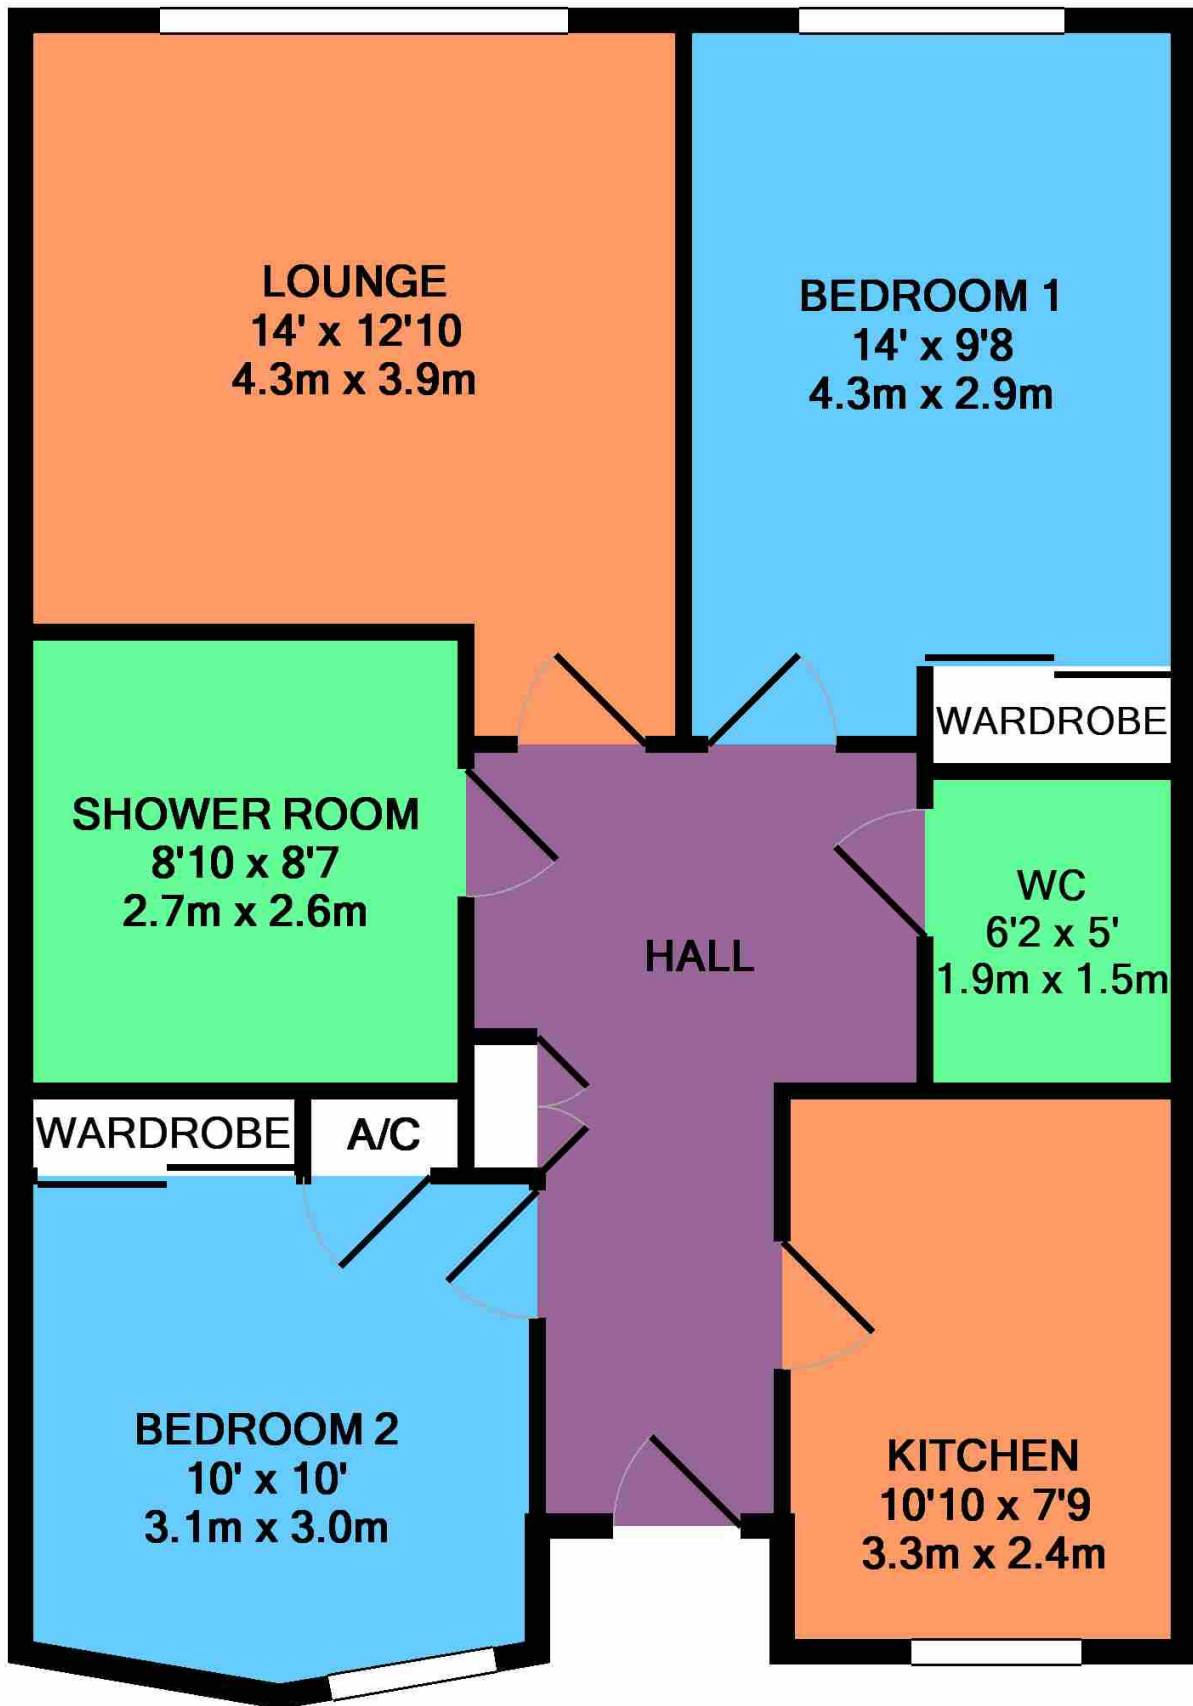 LOUNGE
14' x 12'10
4.3m x 3.9m
BEDROOM 1
14' x 9'8
4.3m x 2.9m
WARDROBE
SHOWER ROOM
8'10 x 8'7
2.7m x 2.6m
HALL
WC
6'2 x 5'
1.9m x 1.5m
WARDROBE
A/C
BEDROOM 2
10' x 10'
3.1m x 3.0m
KITCHEN
10'10 x 7'9
3.3m x 2.4m